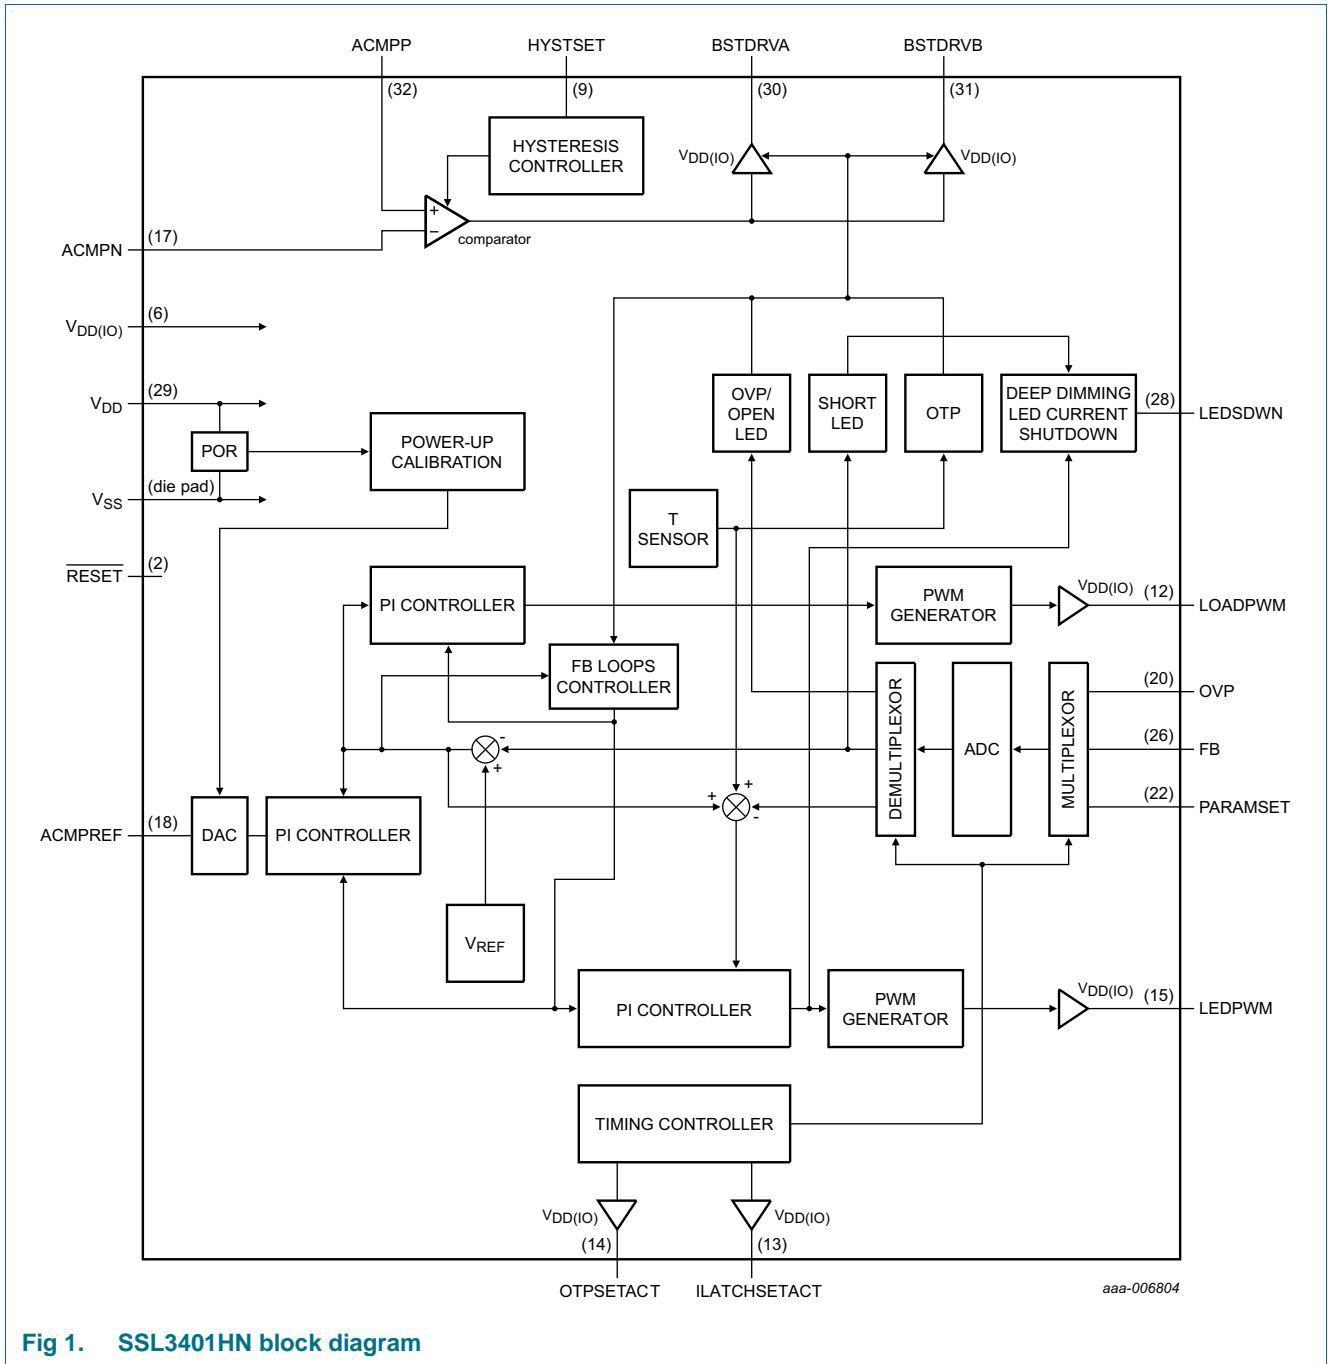 ACMPP
HYSTSET
BSTDRVA
BSTDRVB
(32)
(9)
(30)
(31)
HYSTERESIS
CONTROLLER
VDD(IO)
VDD(IO)
+
−
comparator
(17)
ACMPN
(6)
VDD(IO)
(29)
VDD
POR
POWER-UP
CALIBRATION
(die pad)
VSS
(2)
RESET
OVP/
OPEN
LED
SHORT
LED
OTP
DEEP DIMMING
LED CURRENT
SHUTDOWN
(28)
LEDSDWN
T
SENSOR
PI CONTROLLER
PWM
GENERATOR
VDD(IO)
(12)
LOADPWM
FB LOOPS
CONTROLLER
DEMULTIPLEXOR
ADC
MULTIPLEXOR
(20)
OVP
(26)
FB
(22)
PARAMSET
-
+
+
+
-
(18)
ACMPREF
DAC
PI CONTROLLER
VREF
PI CONTROLLER
PWM
GENERATOR
VDD(IO)
(15)
LEDPWM
TIMING CONTROLLER
VDD(IO)
VDD(IO)
(14)
(13)
OTPSETACT
ILATCHSETACT
aaa-006804
Fig 1. SSL3401HN block diagram